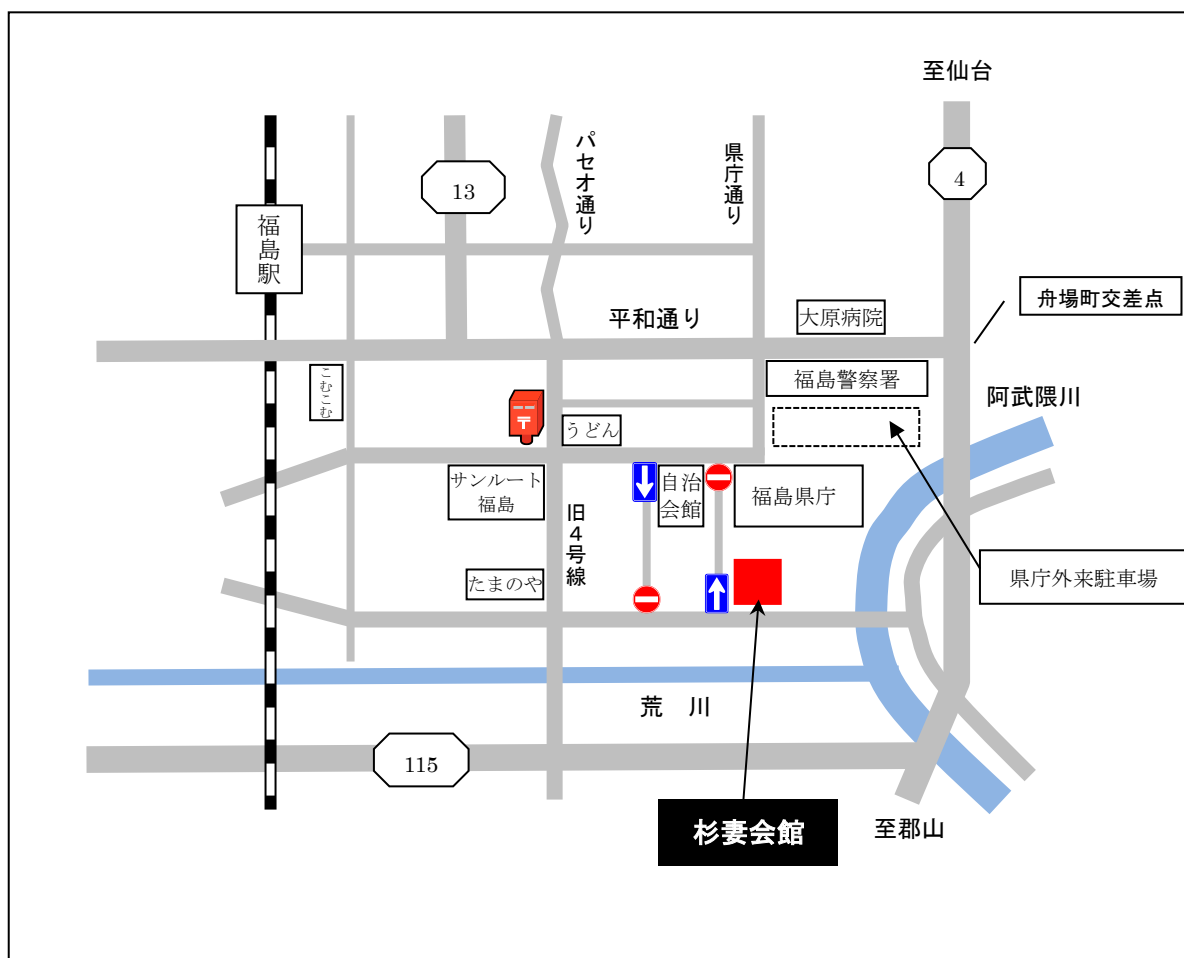 至仙台
パセオ通り
県庁通り
13
4
福島駅
舟場町交差点
平和通り
大原病院
こむこむ
福島警察署
阿武隈川
〒
うどん
サンルート
福島
自治
会館
福島県庁
旧4号線
たまのや
県庁外来駐車場
荒 川
115
杉妻会館
至郡山